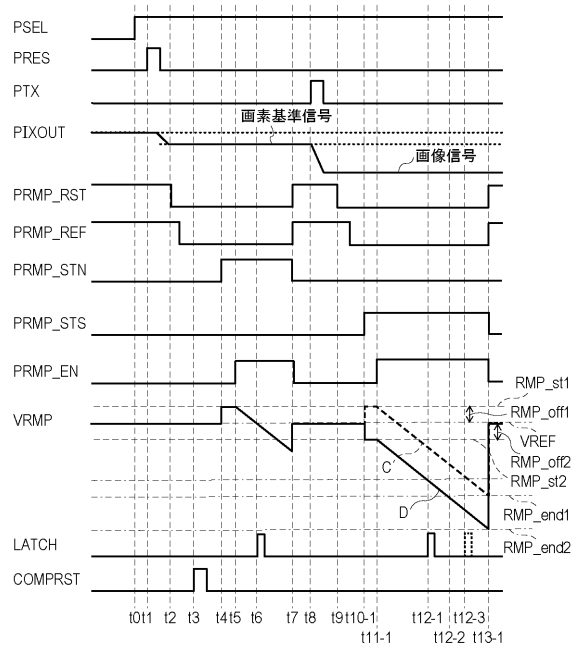 PSEL
PRES
PTX
画素基準信号
PIXOUT
画像信号
PRMP_RST
PRMP_REF
PRMP_STN
PRMP_STS
PRMP_EN
RMP_st1
VRMP
RMP_off1
VREF
RMP_off2
C
RMP_st2
D
RMP_end1
LATCH
RMP_end2
COMPRST
t0t1 t2 t3 t4t5 t6 t7 t8 t9t10-1 t12-1 t12-3
t11-1 t12-2 t13-1